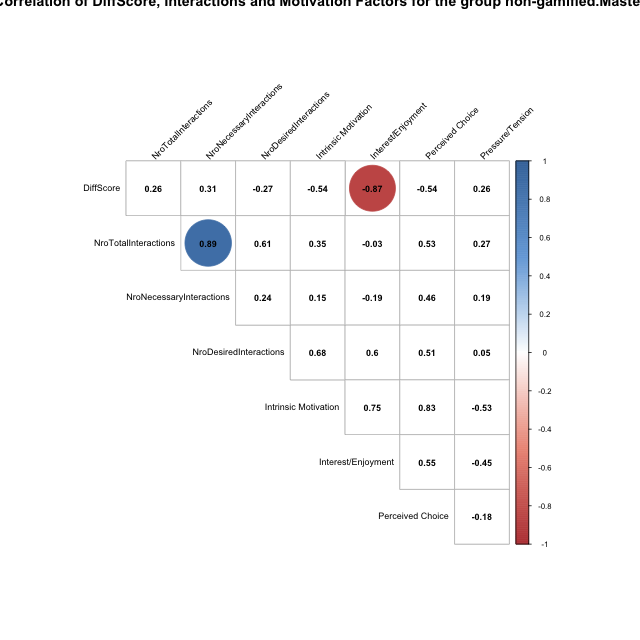 Correlation of DiffScore, Interactions and Motivation Factors for the group non-gamified.Maste
NroTotalInteractions
NroNecessaryInteractions
NroDesiredInteractions
Intrinsic Motivation
Interest/Enjoyment
Perceived Choice
Pressure/Tension
DiffScore 0.26 0.31 -0.27 -0.54 -0.87 -0.54 0.26
NroTotalInteractions 0.89 0.61 0.35 -0.03 0.53 0.27
NroNecessaryInteractions 0.24 0.15 -0.19 0.46 0.19
NroDesiredInteractions 0.68 0.6 0.51 0.05
Intrinsic Motivation 0.75 0.83 -0.53
Interest/Enjoyment 0.55 -0.45
Perceived Choice -0.18
1
0.8
0.6
0.4
0.2
0
-0.2
-0.4
-0.6
-0.8
-1